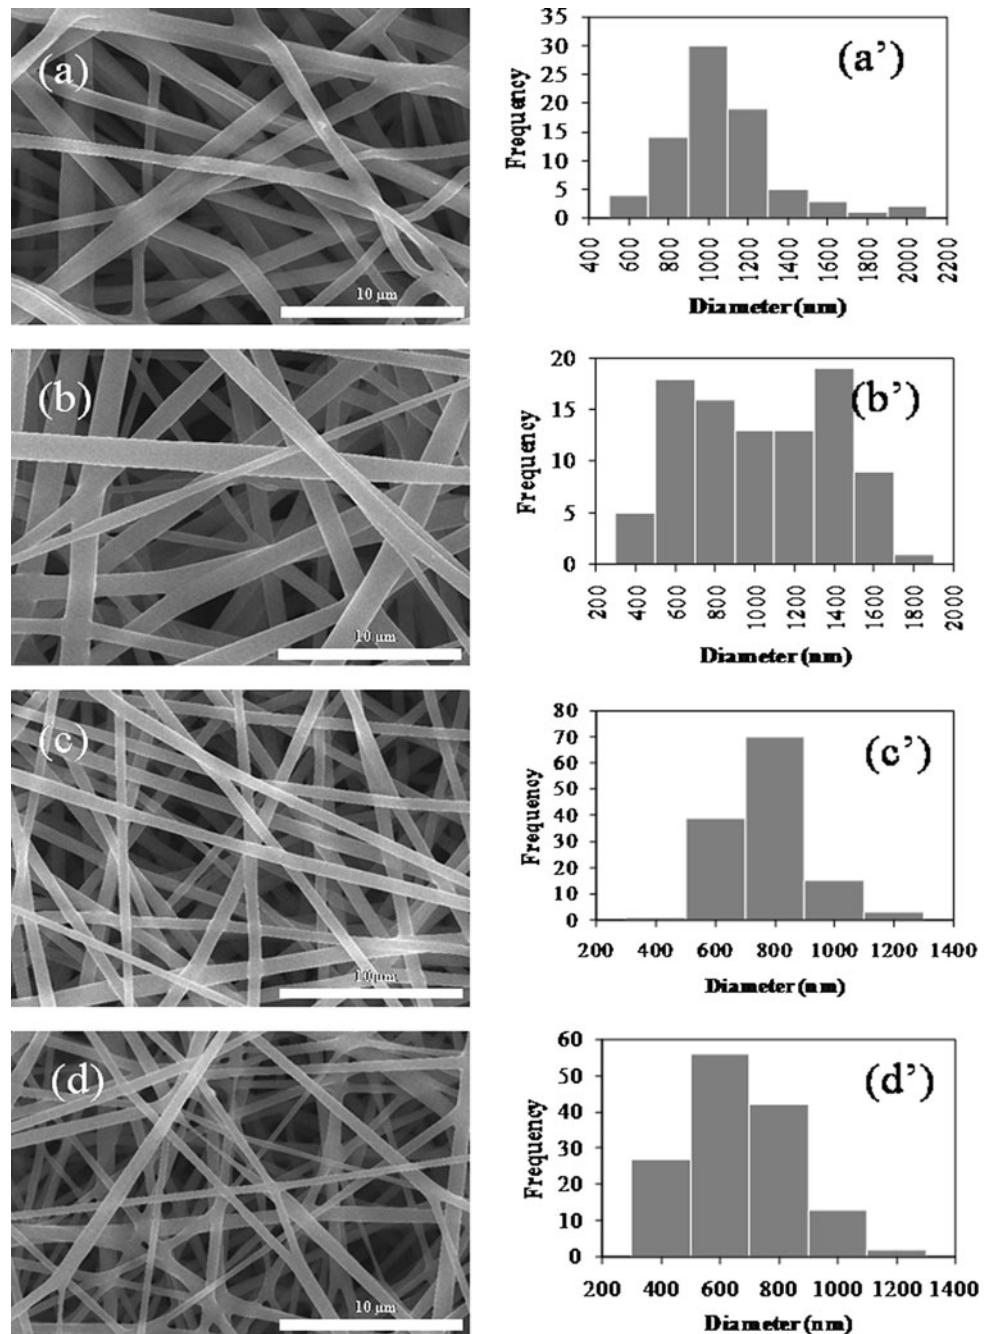 (a)
10 µm
35
30
25
20
15
10
5
0
Frequency
(a’)
400
600
800
1000
1200
1400
1600
1800
2000
2200
Diameter (nm)
(b)
10 µm
20
15
10
5
0
Frequency
(b’)
200
400
600
800
1000
1200
1400
1600
1800
2000
Diameter (nm)
(c)
10 µm
80
70
60
50
40
30
20
10
0
Frequency
(c’)
200 400 600 800 1000 1200 1400
Diameter (nm)
(d)
10 µm
60
50
40
30
20
10
0
Frequency
(d’)
200 400 600 800 1000 1200 1400
Diameter (nm)